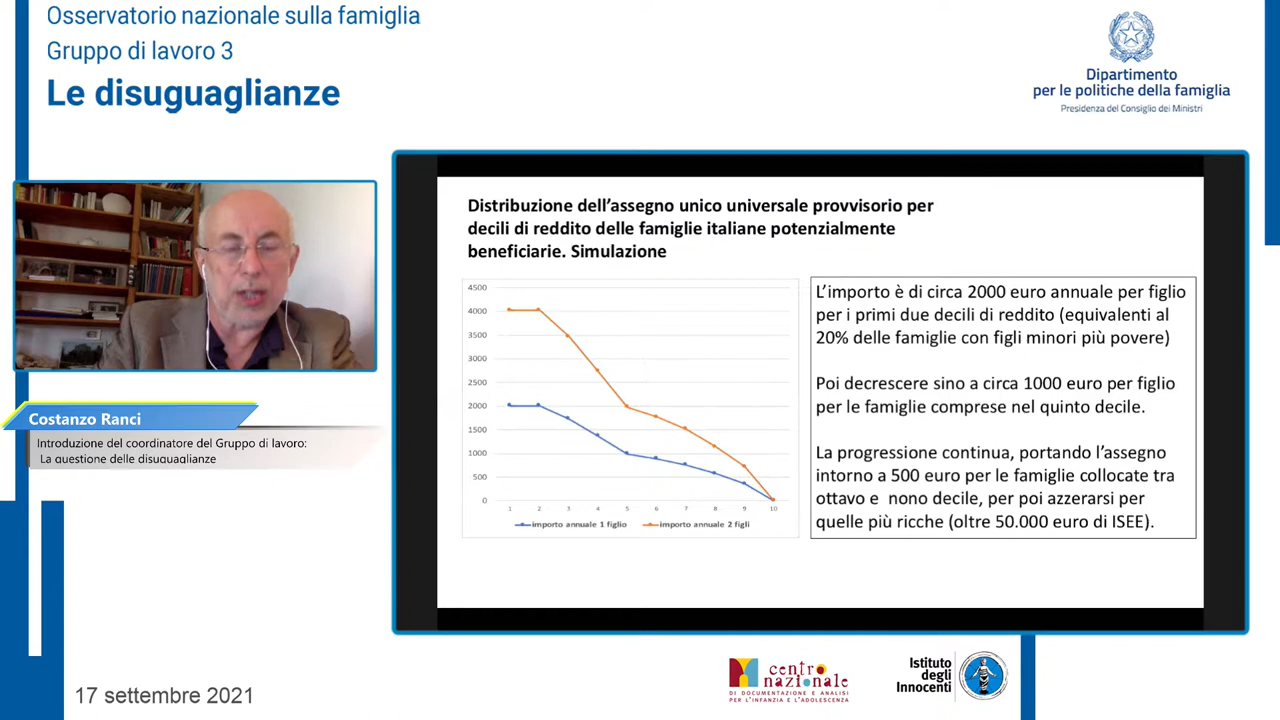 Osservatorio nazionale sulla famiglia
Gruppo di lavoro 3
Le disuguaglianze
Dipartimento
per le politiche della famiglia
Presidenza del Consiglio dei Ministri
Costanzo Ranci
Introduzione del coordinatore del Gruppo di lavoro:
La questione delle disuguaglianze
Distribuzione dell’assegno unico universale provvisorio per
decili di reddito delle famiglie italiane potenzialmente
beneficiarie. Simulazione
4500
4000
3500
3000
2500
2000
1500
1000
500
0
1 2 3 4 5 6 7 8 9 10
importo annuale 1 figlio importo annuale 2 figli
L’importo è di circa 2000 euro annuale per figlio
per i primi due decili di reddito (equivalenti al
20% delle famiglie con figli minori più povere)
Poi decrescere sino a circa 1000 euro per figlio
per le famiglie comprese nel quinto decile.
La progressione continua, portando l’assegno
intorno a 500 euro per le famiglie collocate tra
ottavo e nono decile, per poi azzerarsi per
quelle più ricche (oltre 50.000 euro di ISEE).
17 settembre 2021
centro
nazionale
DI DOCUMENTAZIONE E ANALISI
PER L'INFANZIA E L'ADOLESCENZA
Istituto
degli
Innocenti